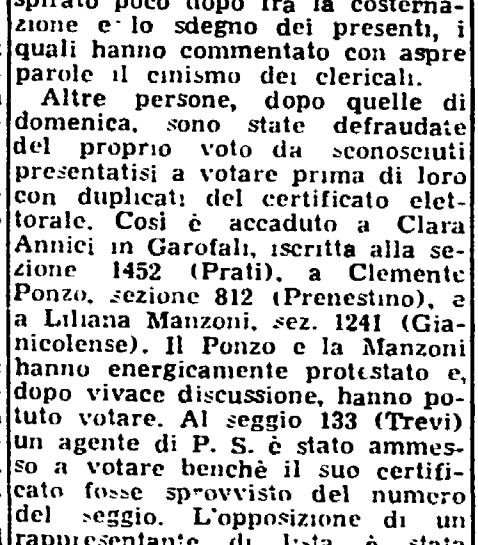 spirato poco dopo fra la costerna-
zione e lo sdegno dei presenti, i
quali hanno commentato con aspre
parole il cinismo dei clericali.
Altre persone, dopo quelle di
domenica, sono state defraudate
del proprio voto da sconosciuti
presentatisi a votare prima di loro
con duplicati del certificato elet-
torale. Così è accaduto a Clara
Annici in Garofali, iscritta alla se-
zione 1452 (Prati), a Clemente
Ponzo, sezione 812 (Prenestino), e
a Liliana Manzoni, sez. 1241 (Gia-
nicolense). Il Ponzo e la Manzoni
hanno energicamente protestato e,
dopo vivace discussione, hanno po-
tuto votare. Al seggio 133 (Trevi)
un agente di P. S. è stato ammes-
so a votare benchè il suo certifi-
cato fosse sprovvisto del numero
del seggio. L'opposizione di un
rappresentante di lista è stata